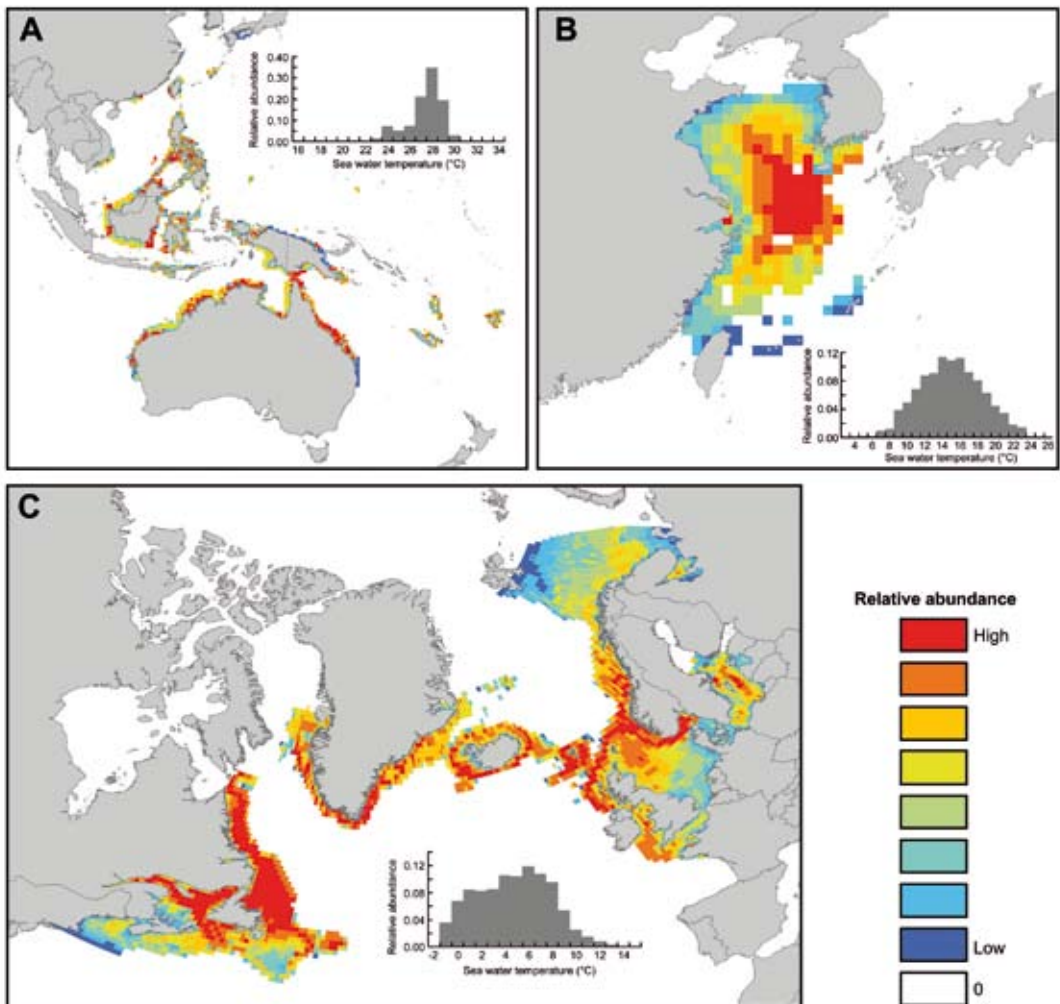 A
Relative abundance
0.40
0.30
0.20
0.10
0.00
16 18 20 22 24 26 28 30 32 34
Sea water temperature (°C)
B
Relative abundance
0.12
0.08
0.04
0.00
4 6 8 10 12 14 16 18 20 22 24 26
Sea water temperature (°C)
C
Relative abundance
0.12
0.08
0.04
0.00
-2 0 2 4 6 8 10 12 14
Sea water temperature (°C)
Relative abundance
High
Low
0